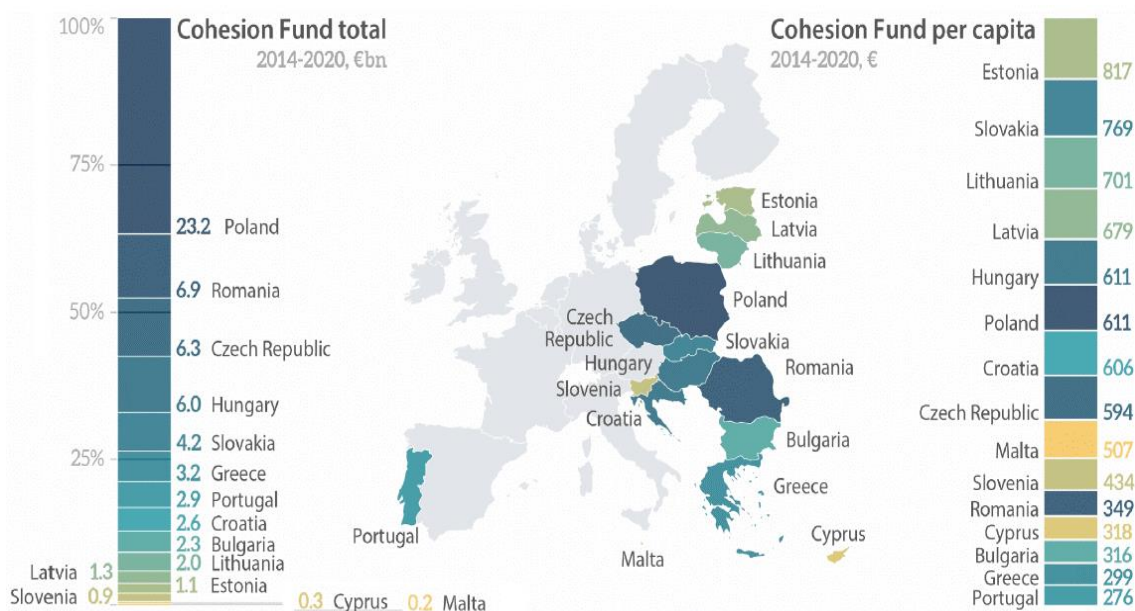 100%
75%
50%
25%
Cohesion Fund total
2014-2020, €bn
23.2 Poland
6.9 Romania
6.3 Czech Republic
6.0 Hungary
4.2 Slovakia
3.2 Greece
2.9 Portugal
2.6 Croatia
2.3 Bulgaria
2.0 Lithuania
Latvia 1.3
1.1 Estonia
Slovenia 0.9
0.3 Cyprus
0.2 Malta
Estonia
Latvia
Lithuania
Poland
Czech
Republic
Slovakia
Hungary
Romania
Slovenia
Croatia
Bulgaria
Greece
Portugal
Cyprus
Malta
Cohesion Fund per capita
2014-2020, €
Estonia 817
Slovakia 769
Lithuania 701
Latvia 679
Hungary 611
Poland 611
Croatia 606
Czech Republic 594
Malta 507
Slovenia 434
Romania 349
Cyprus 318
Bulgaria 316
Greece 299
Portugal 276